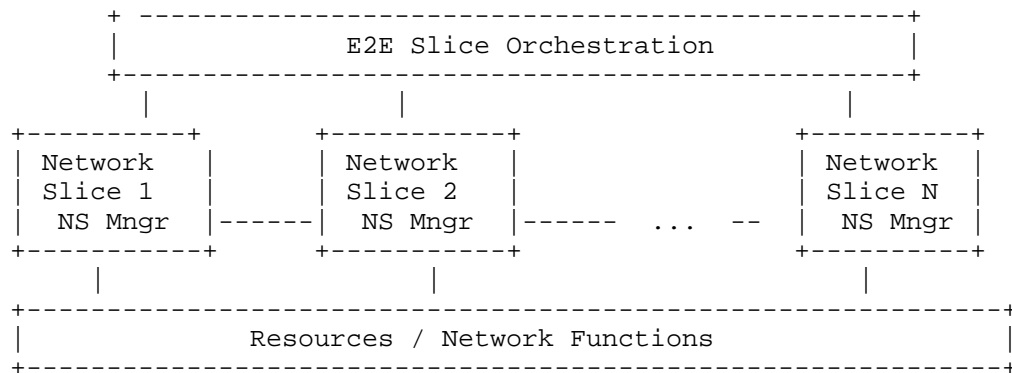 E2E Slice Orchestration
Network Network Network
Slice 1 Slice 2 Slice N
NS Mngr NS Mngr ... NS Mngr
Resources / Network Functions